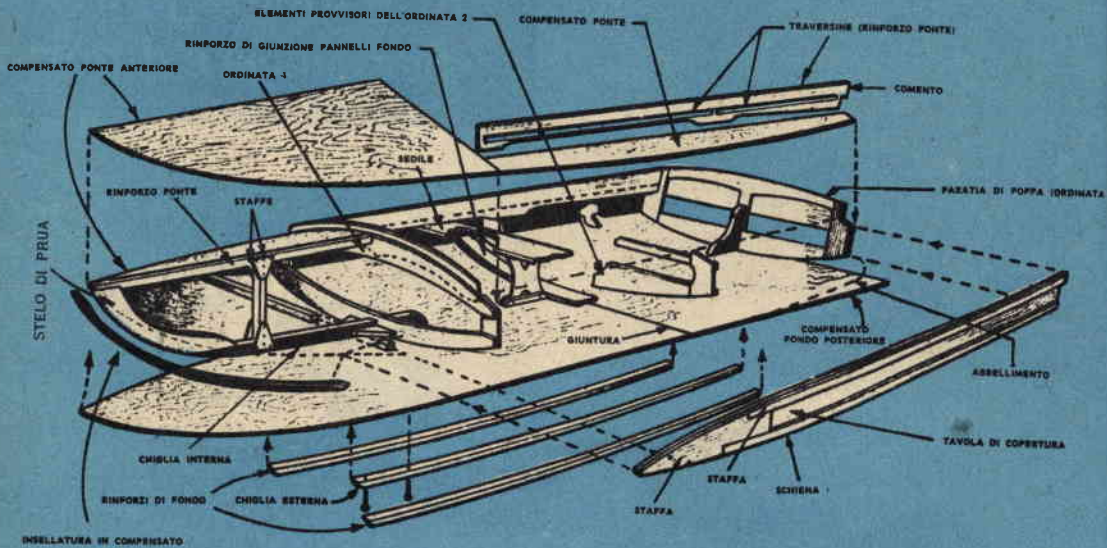 ELEMENTI PROVVISORI DELL'ORDINATA 2
COMPENSATO PONTE
TRAVERSINE (RINFORZO PONTE)
RINFORZO DI GIUNZIONE PANNELLI FONDO
COMPENSATO PONTE ANTERIORE
ORDINATA 1
COMENTO
SEDILE
RINFORZO PONTE
STAFFE
PARATIA DI POPPA (ORDINATA
STELO DI PRUA
GIUNTURA
COMPENSATO
FONDO POSTERIORE
ABBELLIMENTO
TAVOLA DI COPERTURA
CHIGLIA INTERNA
STAFFA
SCHIENA
RINFORZI DI FONDO
CHIGLIA ESTERNA
STAFFA
INSELLATURA IN COMPENSATO